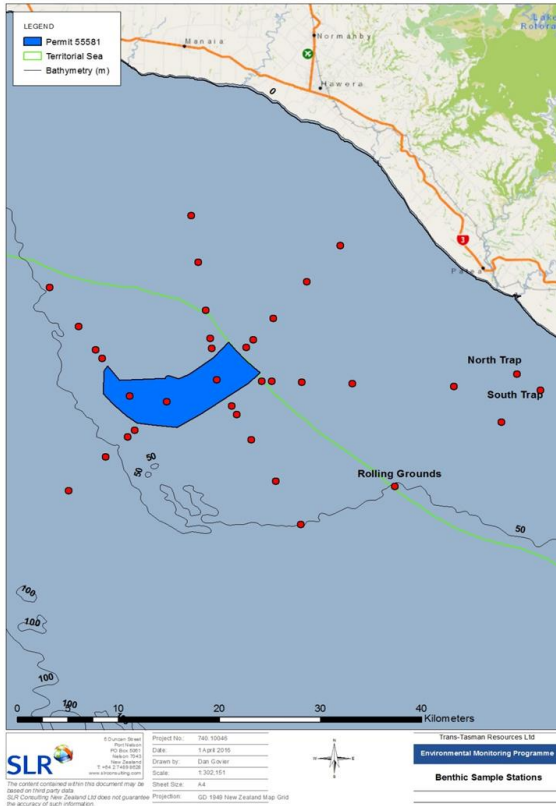 LEGEND
Permit 55581
Territorial Sea
Bathymetry (m)
Manaia
Normanby
Hawera
0
3
Patea
North Trap
South Trap
Rolling Grounds
50
50
50
100
100
100
100
0 10 20 30 40 Kilometers
SLR
5 Duncan Street
Port Nelson
PO Box 5061
Nelson 7043
New Zealand
www.slrconsulting.com
The content contained within this document may be
based on third party data.
SLR Consulting New Zealand Ltd does not guarantee
the accuracy of such information.
Project No.: 740.10040
Date: 1 April 2016
Drawn by: Dan Govier
Scale: 1:302,151
Sheet Size: A4
Projection: GD 1949 New Zealand Map Grid
Trans-Tasman Resources Ltd
Environmental Monitoring Programme
Benthic Sample Stations